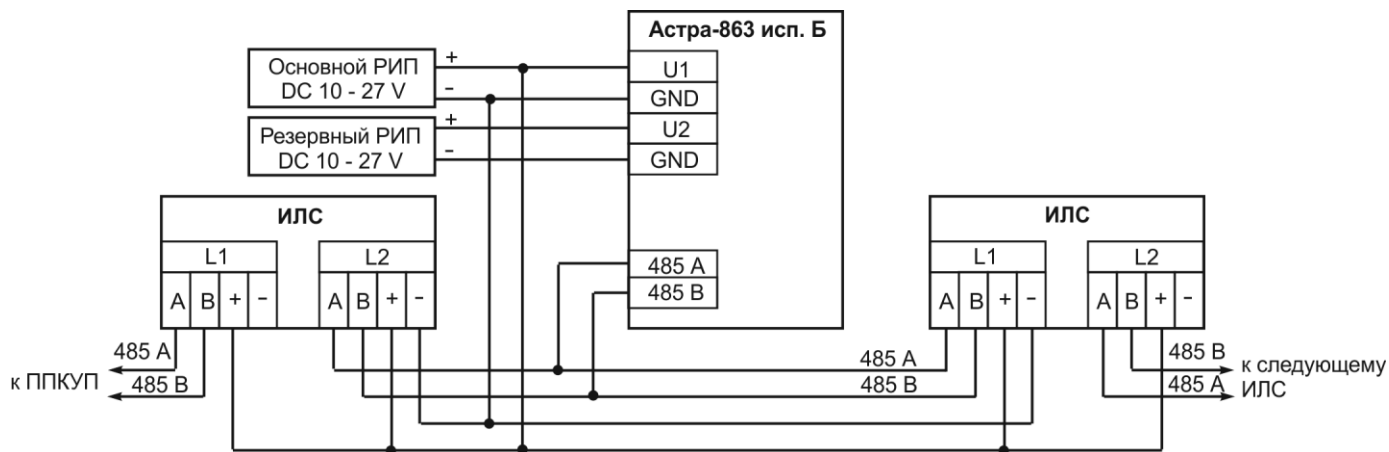 Астра-863 исп. Б
Основной РИП
DC 10 - 27 V
+
-
U1
GND
Резервный РИП
DC 10 - 27 V
+
-
U2
GND
ИЛС
L1
L2
A B + -
A B + -
485 A
485 B
ИЛС
L1
L2
A B + -
A B + -
485 A
к ППКУП
485 B
485 A
485 B
485 B
к следующему
485 A
ИЛС